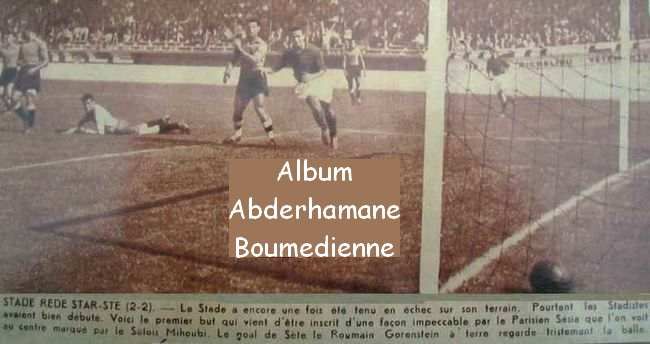 RICHELIEU
Album
Abderhamane
Boumedienne
STADE REDE STAR-STE (2-2). — Le Stade a encore une fois été tenu en échec sur son terrain. Pourtant les Stadistes
avaient bien débuté. Voici le premier but qui vient d'être inscrit d'une façon impeccable par le Parisien Sésia que l'on voit
au centre marqué par le Sétois Mihoubi. Le goal de Sète le Roumain Gorenstein à terre regarde tristement la balle.